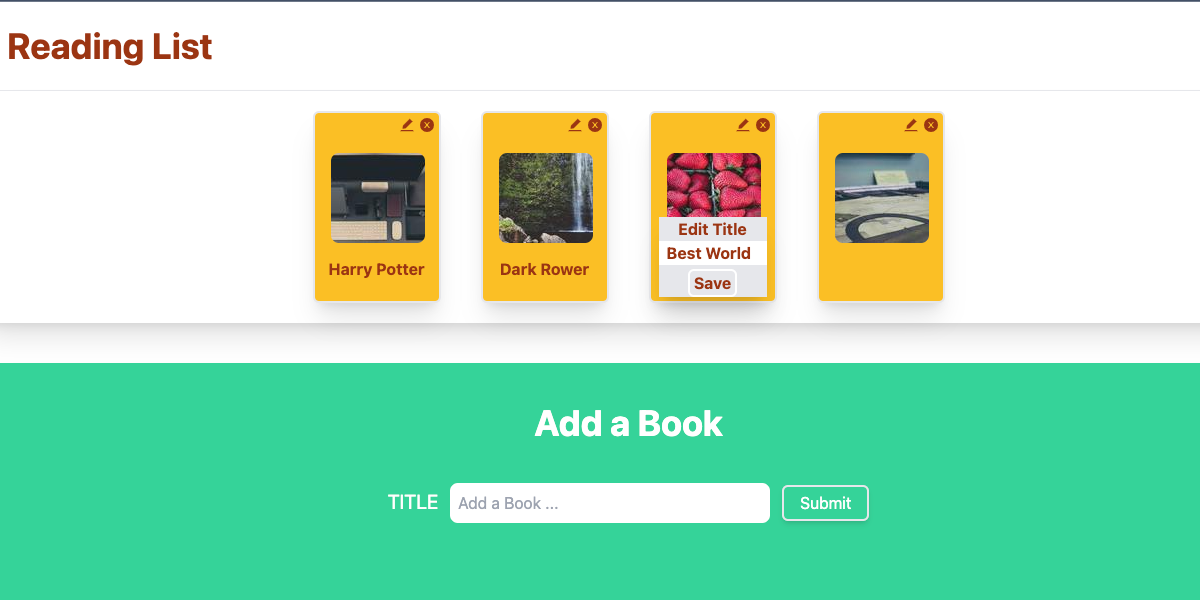 Reading List
x
x
x
x
Harry Potter
Dark Rower
Edit Title
Best World
Save
Add a Book
TITLE
Add a Book ...
Submit